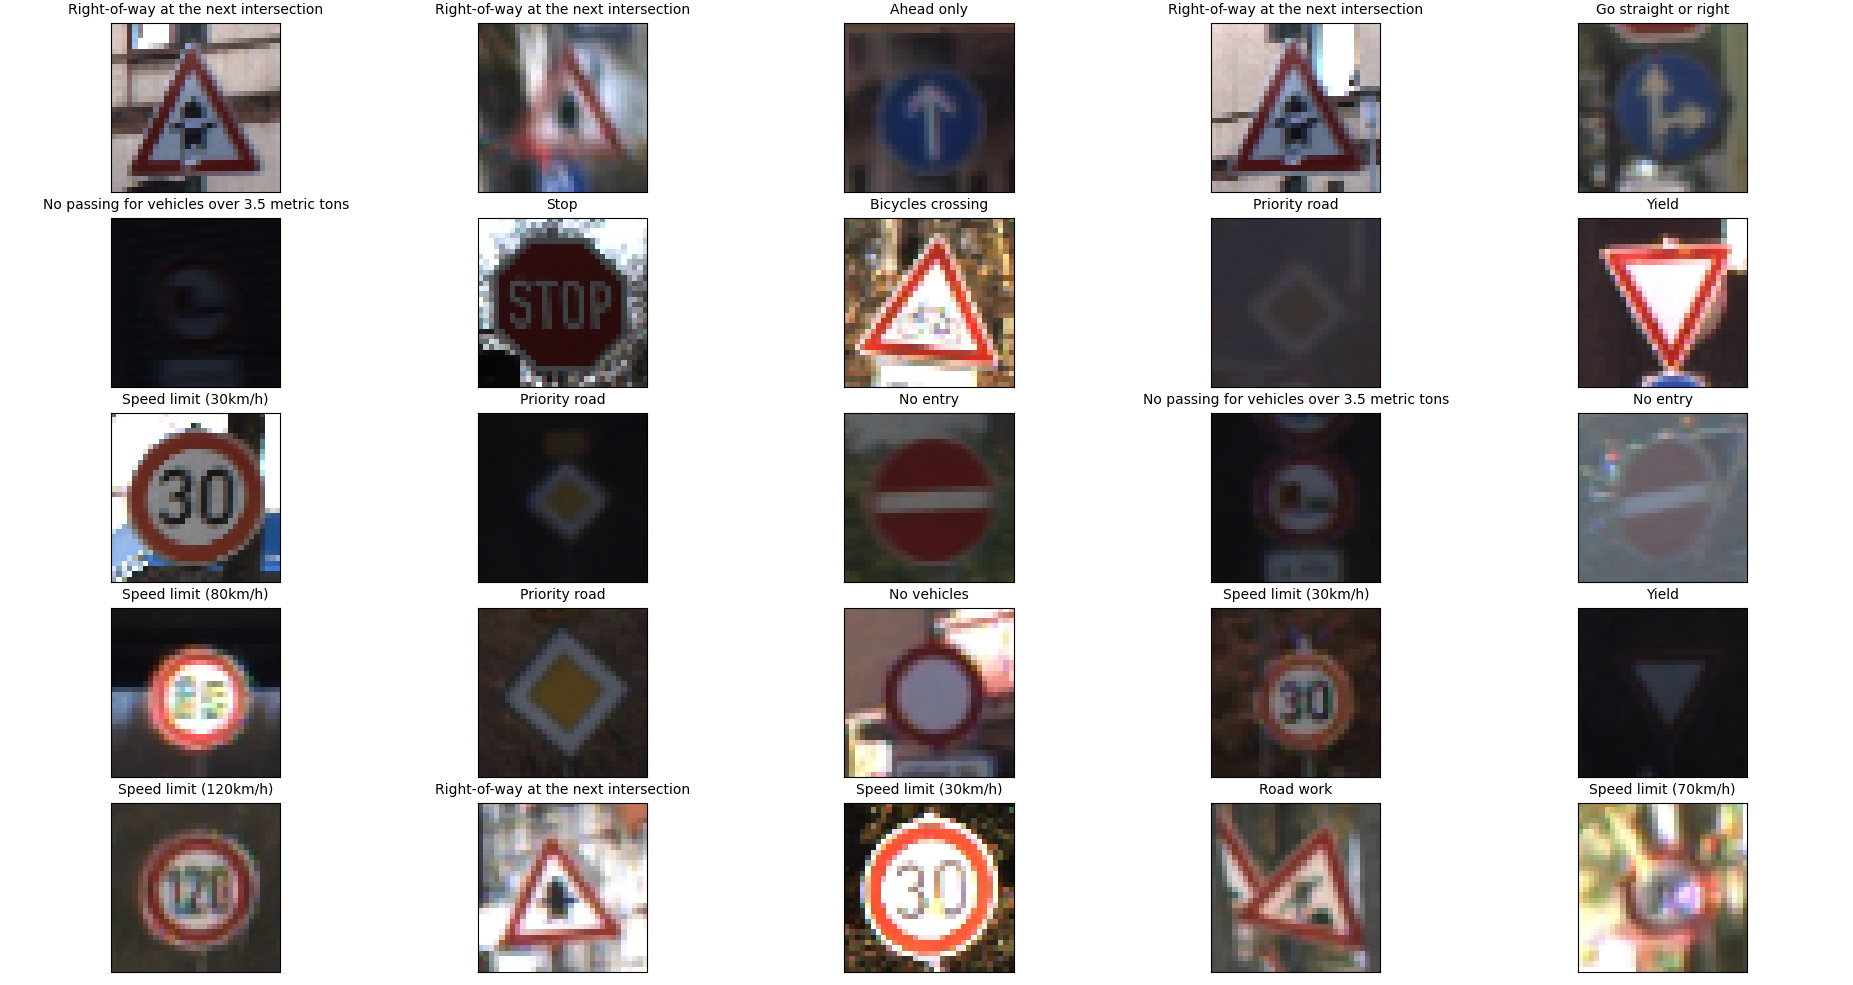 Right-of-way at the next intersection
Right-of-way at the next intersection
Ahead only
Right-of-way at the next intersection
Go straight or right
No passing for vehicles over 3.5 metric tons
Stop
Bicycles crossing
Priority road
Yield
STOP
Speed limit (30km/h)
Priority road
No entry
No passing for vehicles over 3.5 metric tons
No entry
30
Speed limit (80km/h)
Priority road
No vehicles
Speed limit (30km/h)
Yield
30
Speed limit (120km/h)
Right-of-way at the next intersection
Speed limit (30km/h)
Road work
Speed limit (70km/h)
120
30